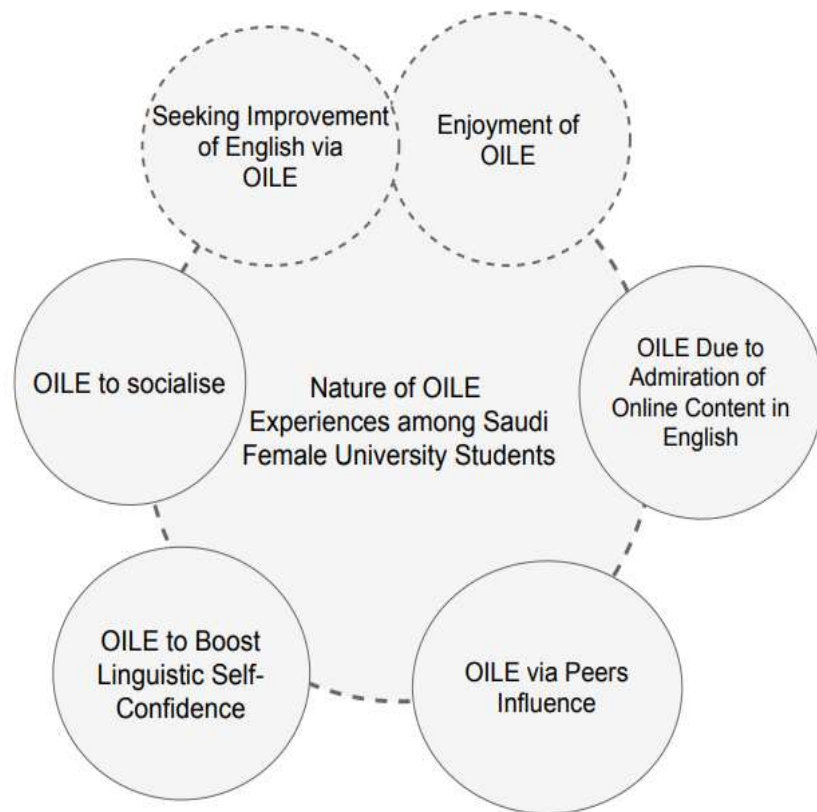 Seeking Improvement
of English via
OILE
Enjoyment of
OILE
OILE to socialise
Nature of OILE
Experiences among Saudi
Female University Students
OILE Due to
Admiration of
Online Content in
English
OILE to Boost
Linguistic Self-
Confidence
OILE via Peers
Influence